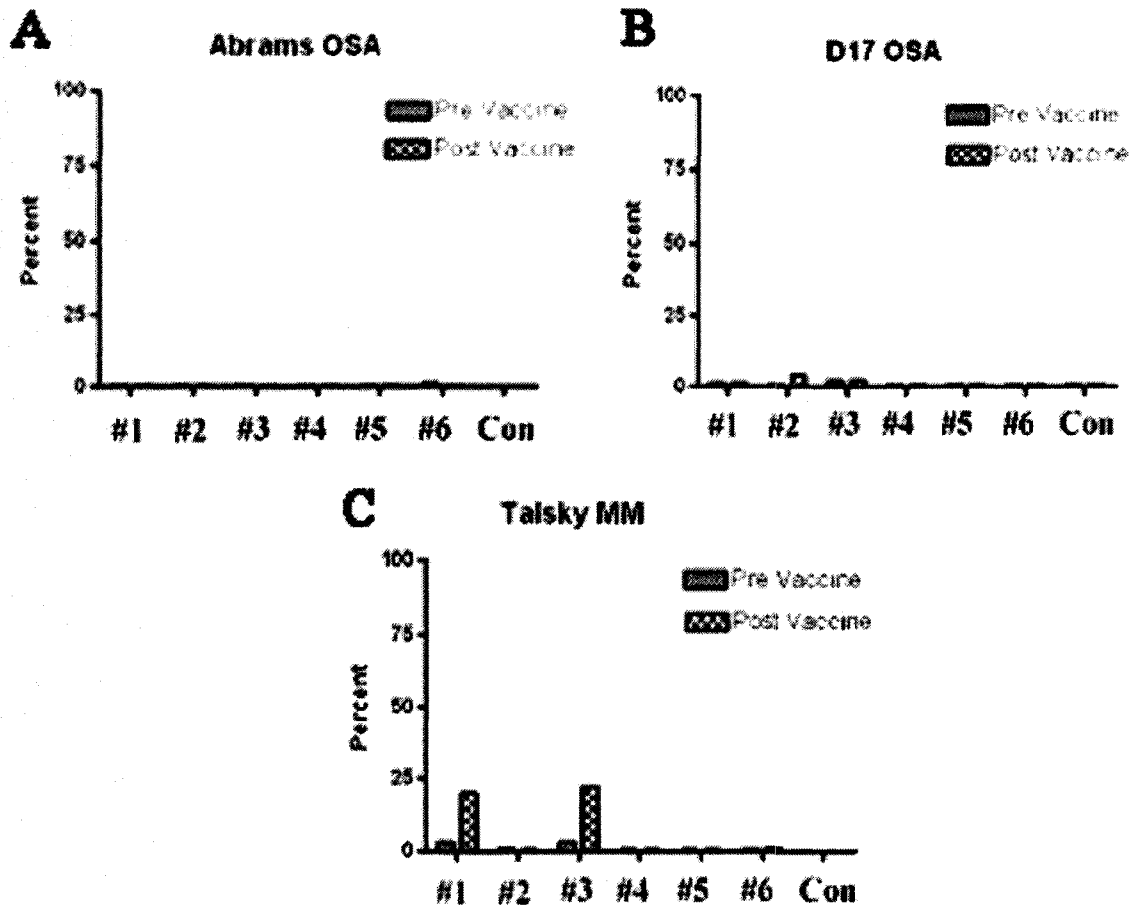 A
Abrams OSA
100
75
50
25
0
Percent
Pre Vaccine
Post Vaccine
#1 #2 #3 #4 #5 #6 Con
B
D17 OSA
100
75
50
25
0
Percent
Pre Vaccine
Post Vaccine
#1 #2 #3 #4 #5 #6 Con
C
Talsky MM
100
75
50
25
0
Percent
Pre Vaccine
Post Vaccine
#1 #2 #3 #4 #5 #6 Con